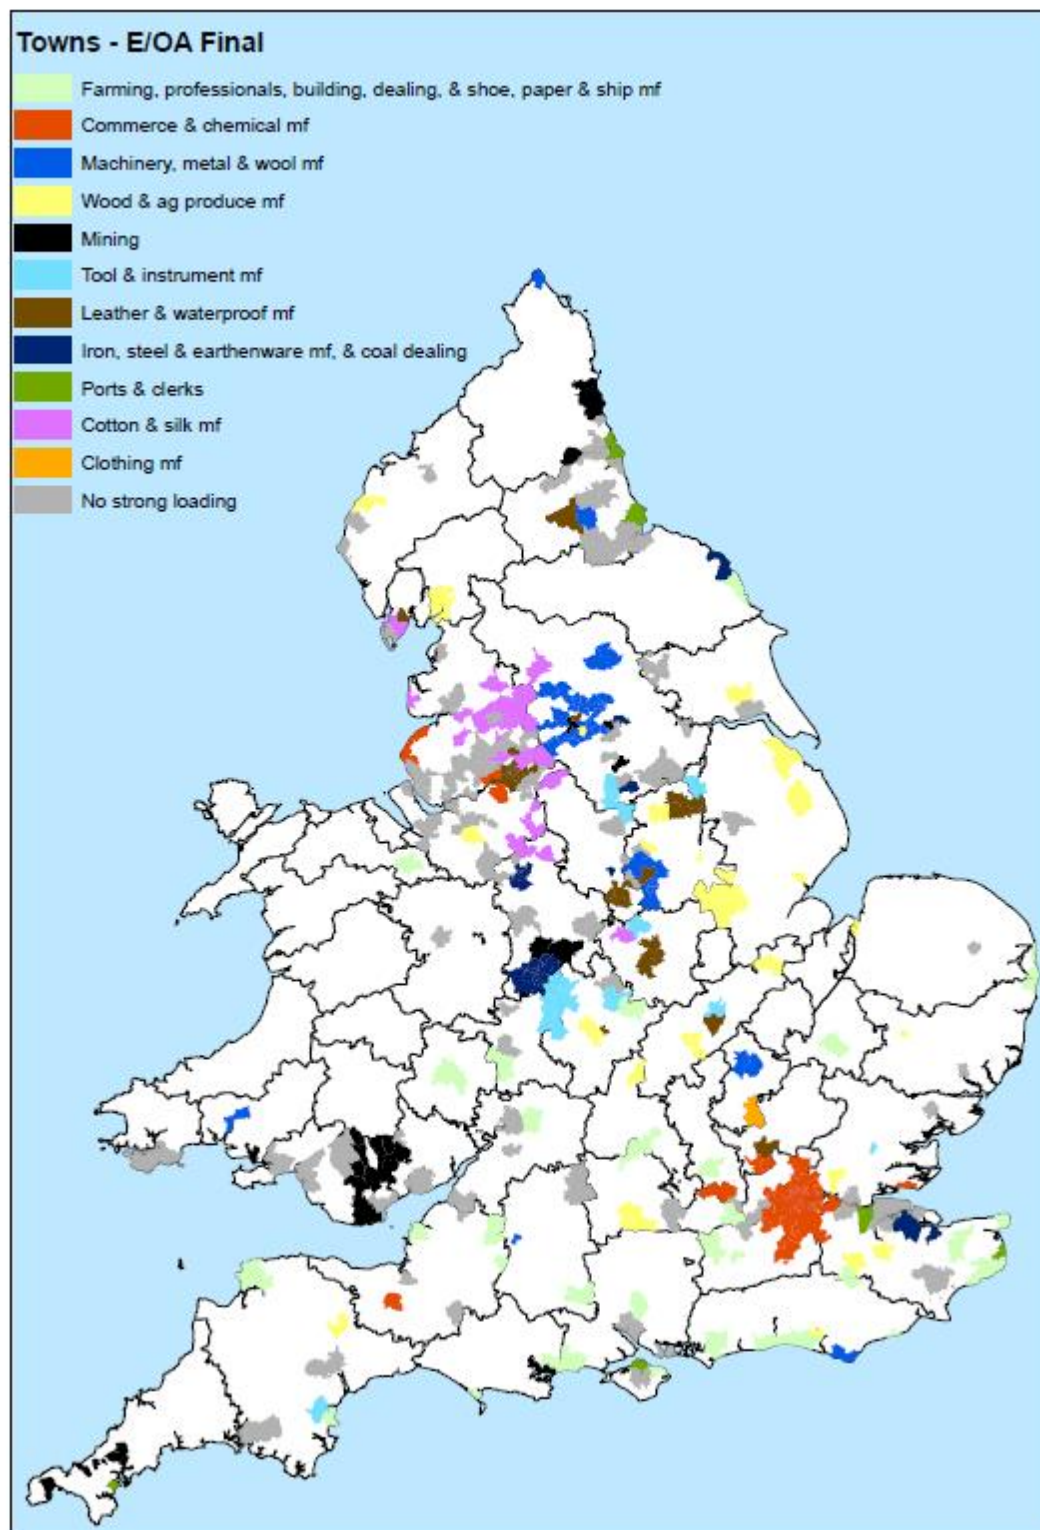 Towns - E/OA Final
Farming, professionals, building, dealing, & shoe, paper & ship mf
Commerce & chemical mf
Machinery, metal & wool mf
Wood & ag produce mf
Mining
Tool & instrument mf
Leather & waterproof mf
Iron, steel & earthenware mf, & coal dealing
Ports & clerks
Cotton & silk mf
Clothing mf
No strong loading